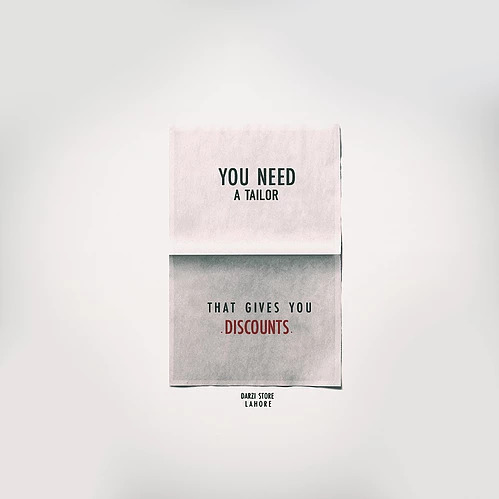 YOU NEED
A TAILOR
THAT GIVES YOU
.DISCOUNTS.
DARZI STORE
LAHORE